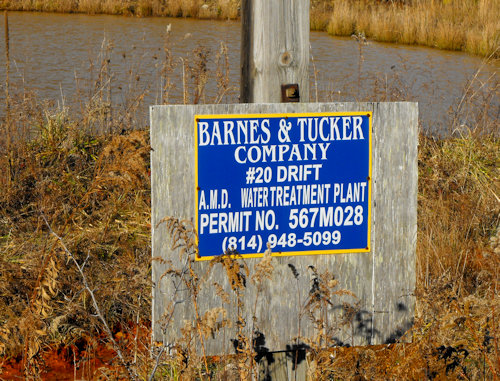 BARNES & TUCKER
COMPANY
#20 DRIFT
A.M.D. WATER TREATMENT PLANT
PERMIT NO. 567M028
(814) 948-5099